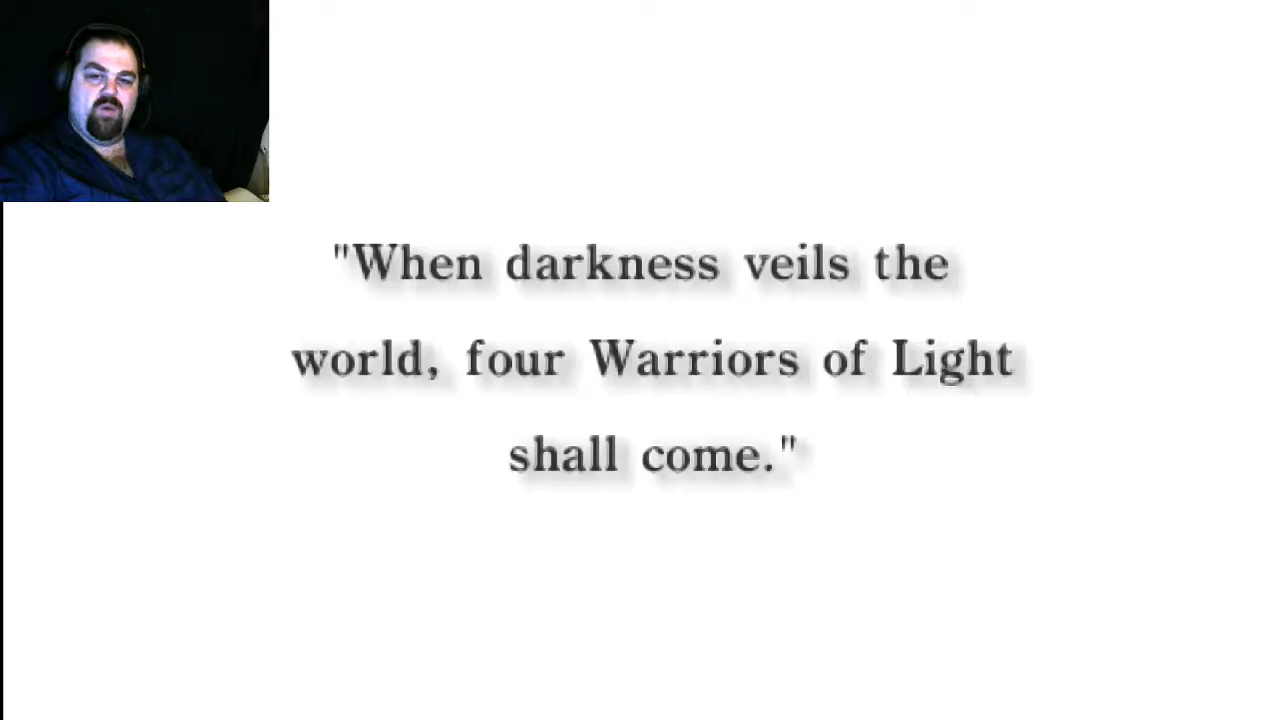 "When darkness veils the
world, four Warriors of Light
shall come."